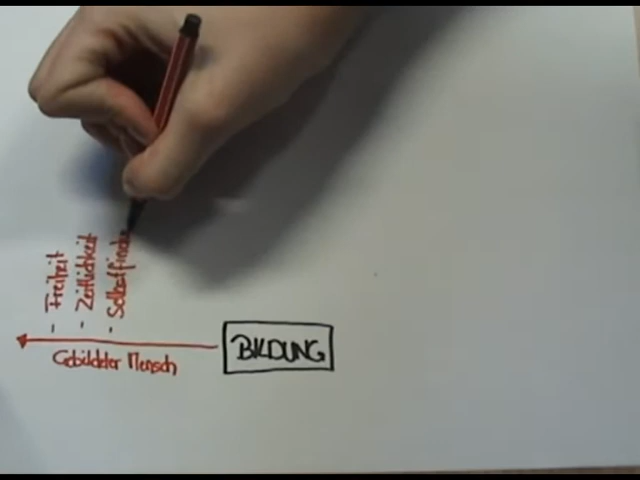 - Freiheit
- Zeitlichkeit
- Selbstfindu
Gebildeter Mensch
BILDUNG